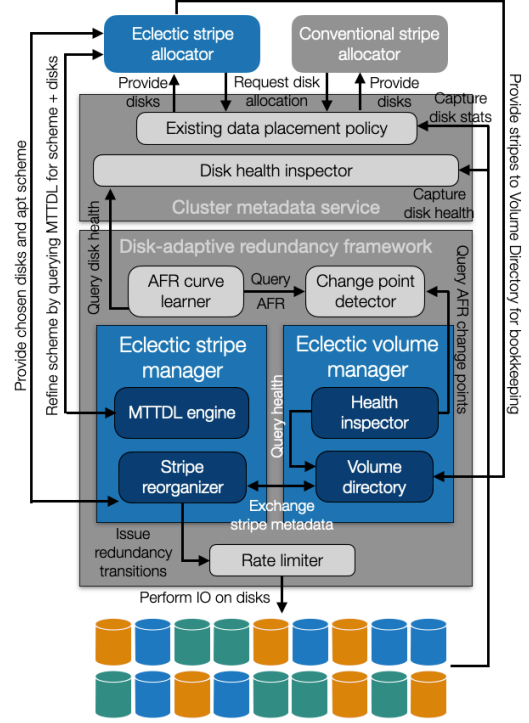 Eclectic stripe
allocator
Conventional stripe
allocator
Provide
disks
Request disk
allocation
Provide
disks
Capture
disk stats
Existing data placement policy
Disk health inspector
Cluster metadata service
Capture
disk health
Provide chosen disks and apt scheme
Refine scheme by querying MTTDL for scheme + disks
Provide stripes to Volume Directory for bookkeeping
Query disk health
Disk-adaptive redundancy framework
AFR curve
learner
Query
AFR
Change point
detector
Query AFR change
points
Eclectic stripe
manager
Eclectic volume
manager
MTTDL engine
Query health
Health
inspector
Stripe
reorganizer
Volume
directory
Exchange
stripe metadata
Issue
redundancy
transitions
Rate limiter
Perform IO on disks